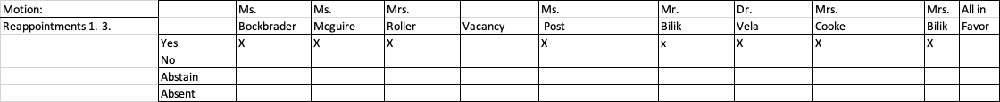 Motion: Ms. Ms. Mrs. Ms. Mr. Dr. Mrs. Mrs. All in
Reappointments 1.-3. Bockbrader Mcguire Roller Vacancy Post Bilik Vela Cooke Bilik Favor
Yes X X X X x X X X
No
Abstain
Absent